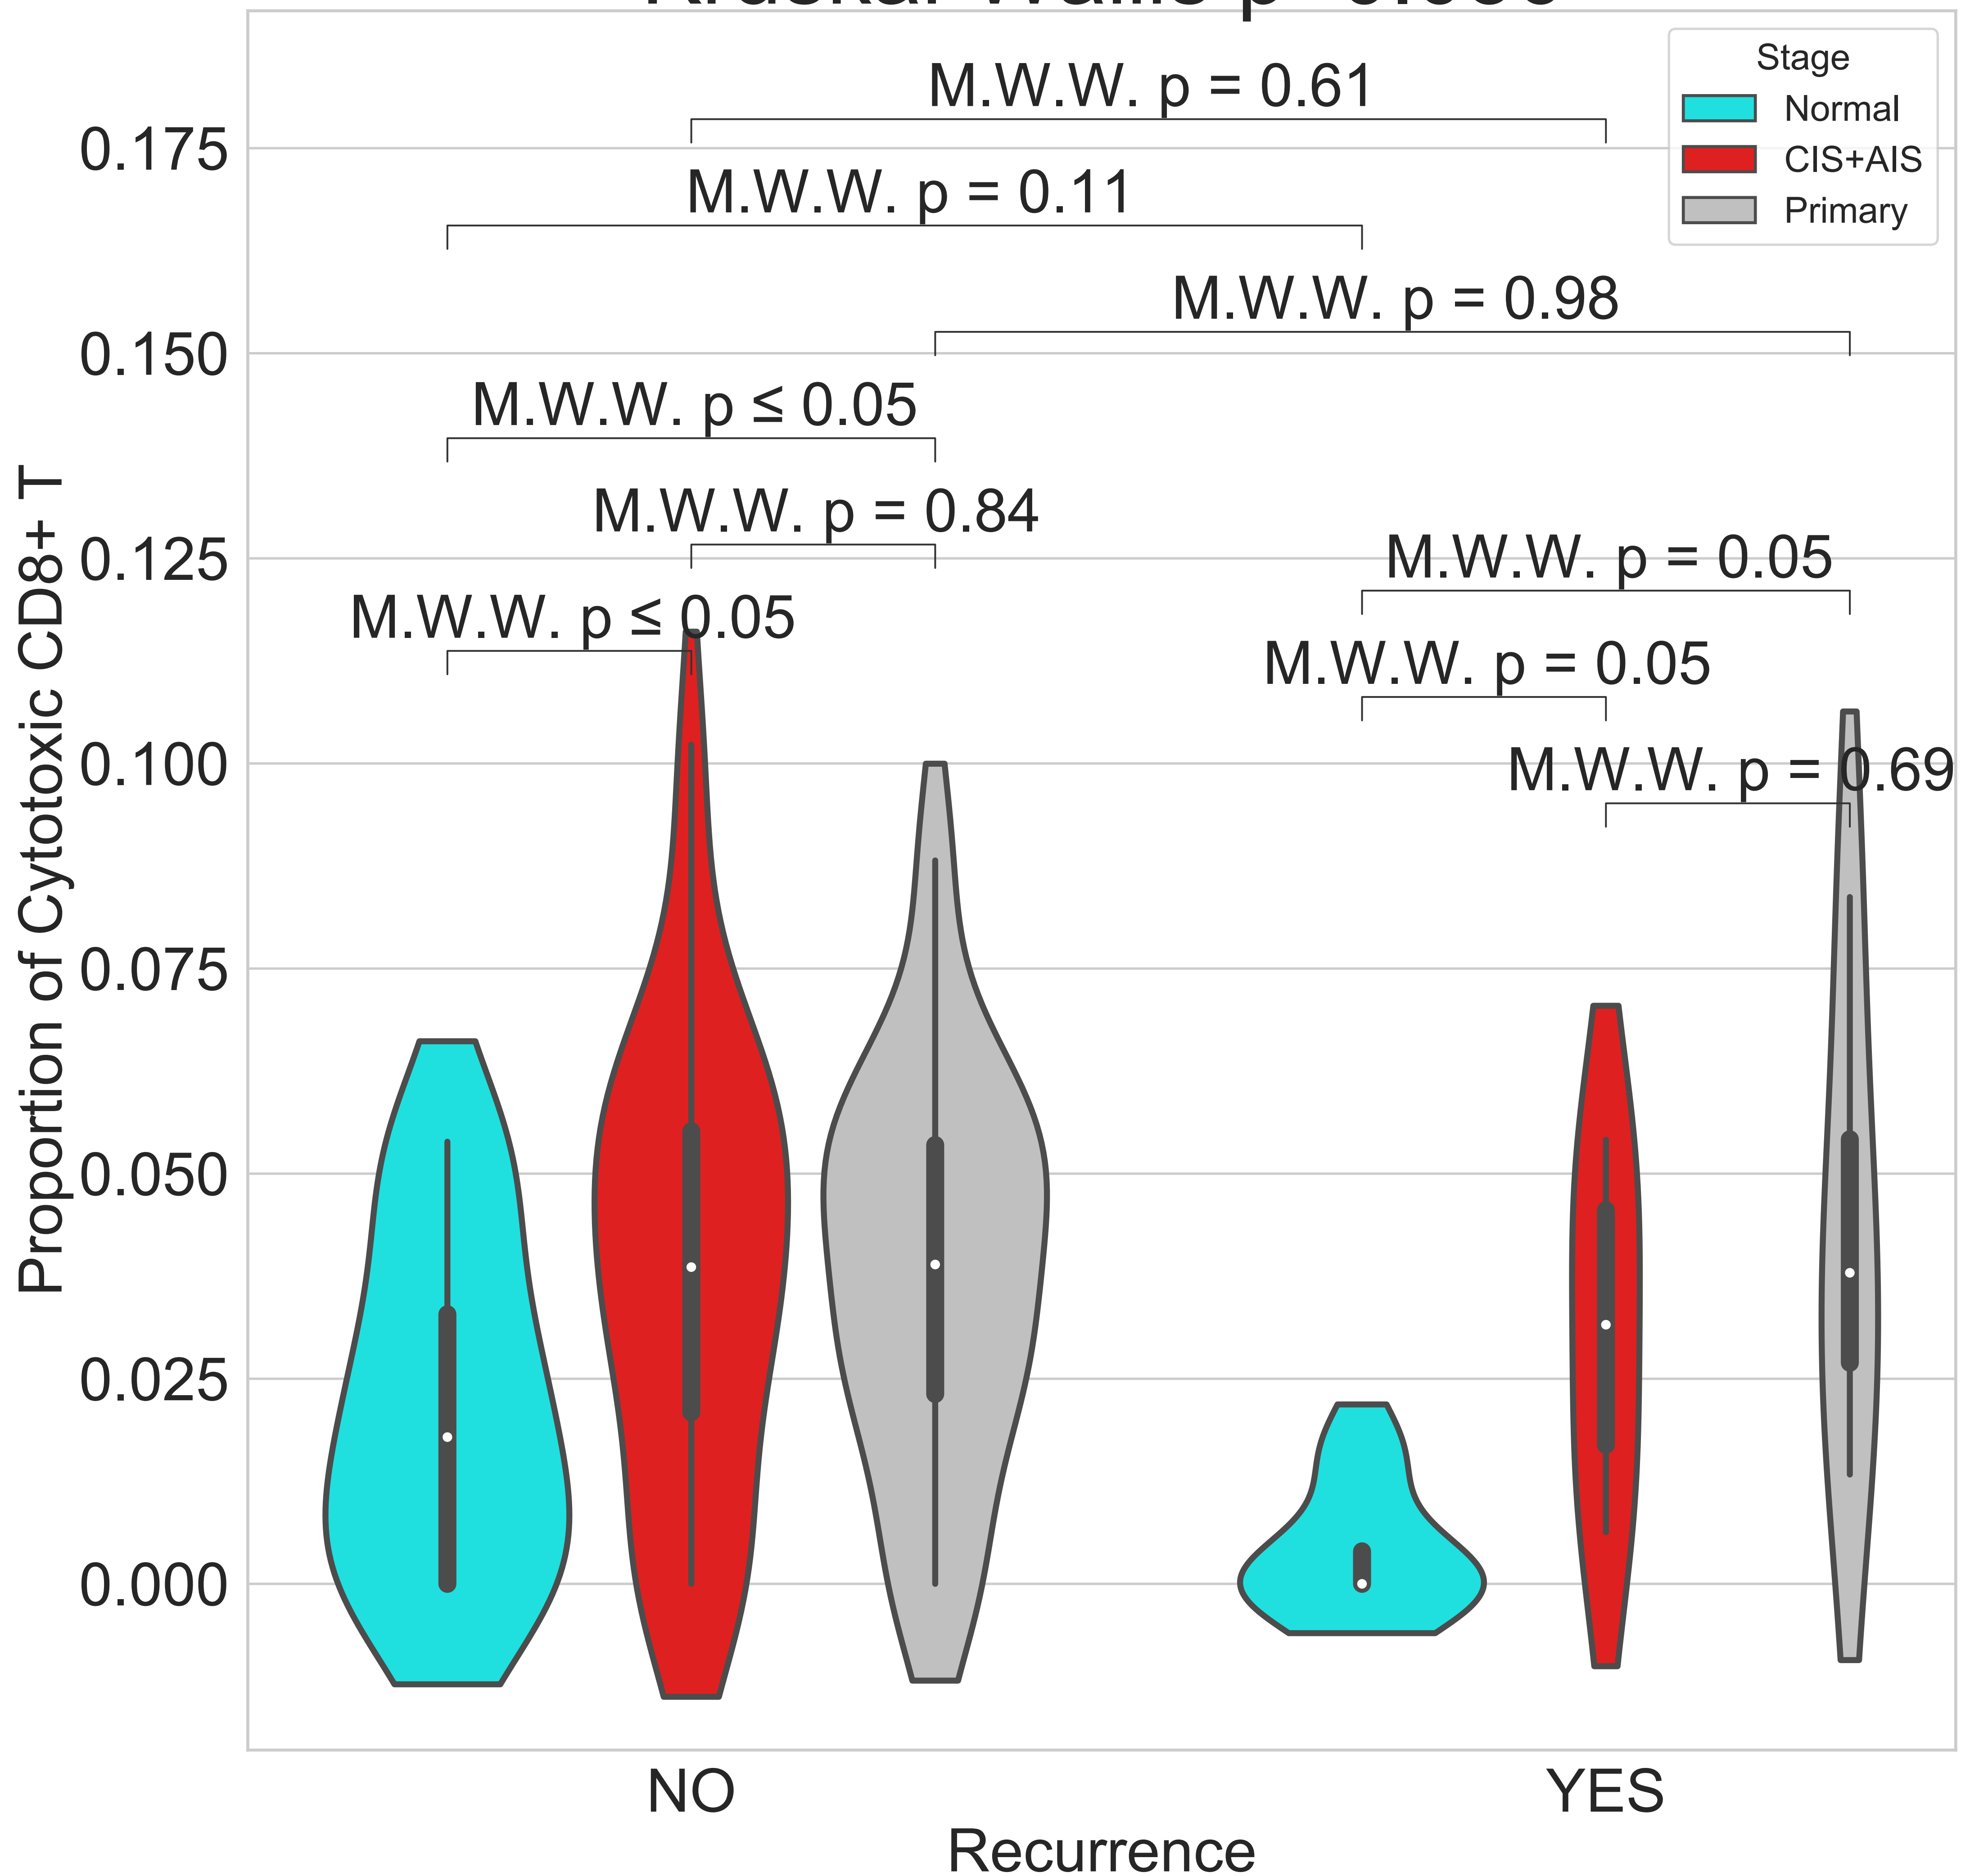 Stage
Normal
CIS+AIS
Primary
M.W.W. p = 0.61
M.W.W. p = 0.11
M.W.W. p = 0.98
M.W.W. p ≤ 0.05
M.W.W. p = 0.84
M.W.W. p ≤ 0.05
M.W.W. p = 0.05
M.W.W. p = 0.05
M.W.W. p = 0.69
0.175
0.150
0.125
0.100
0.075
0.050
0.025
0.000
Proportion of Cytotoxic CD8+ T
NO
YES
Recurrence